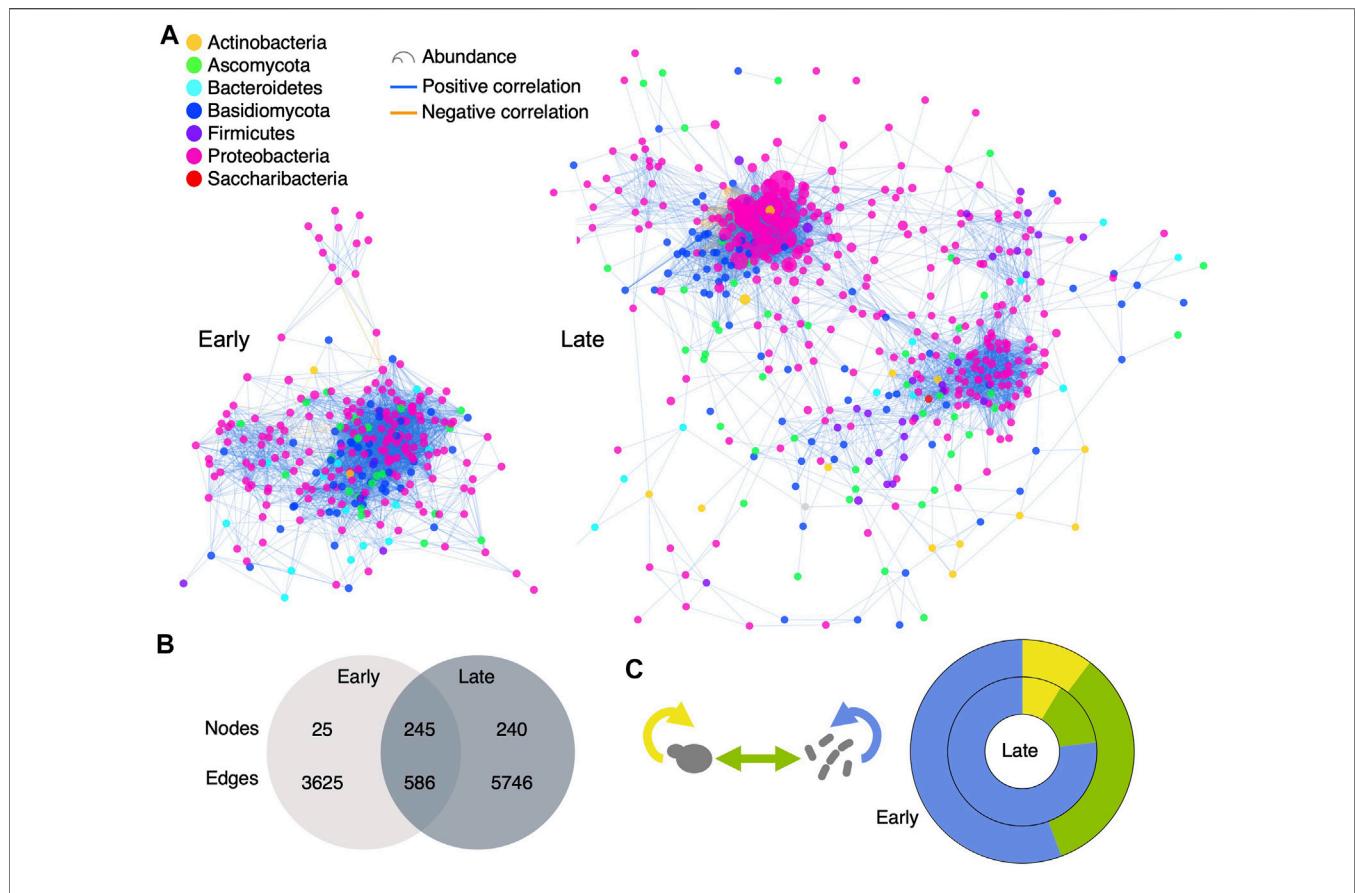 A
Actinobacteria
Ascomycota
Bacteroidetes
Basidiomycota
Firmicutes
Proteobacteria
Saccharibacteria
Abundance
Positive correlation
Negative correlation
Early
Late
B
Early Late
Nodes 25 245 240
Edges 3625 586 5746
C
Late
Early